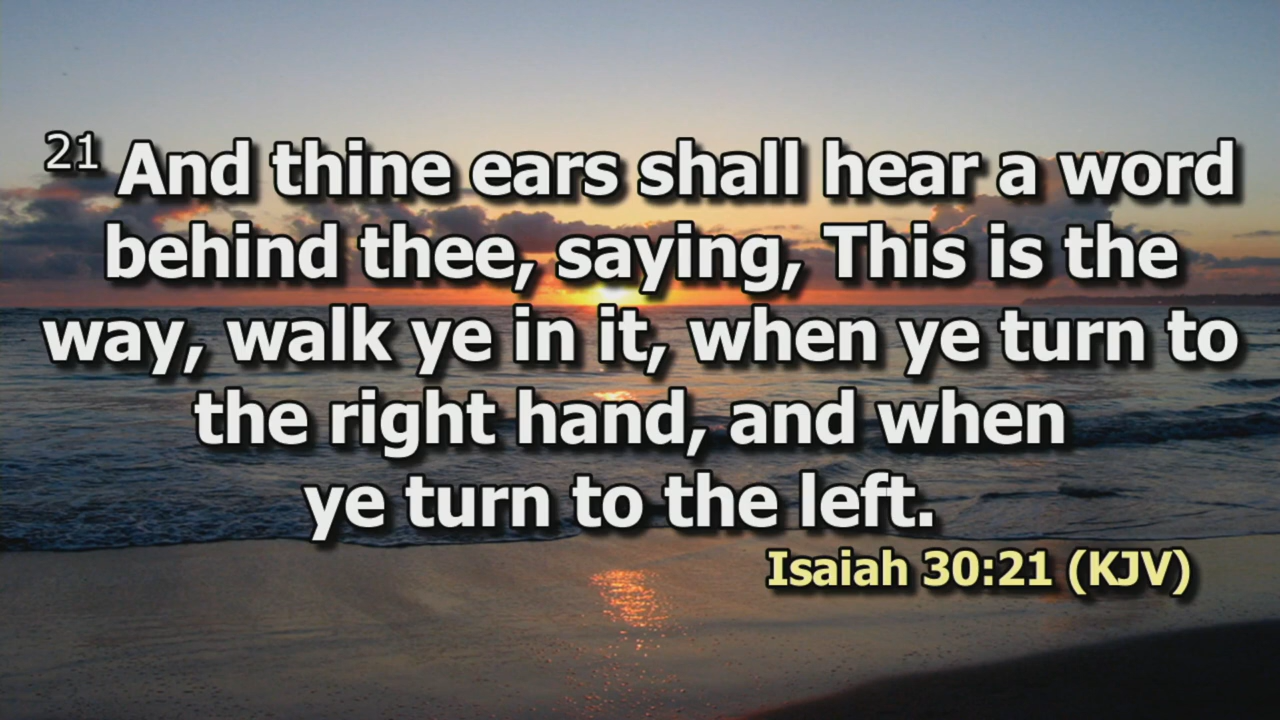 21 And thine ears shall hear a word
behind thee, saying, This is the
way, walk ye in it, when ye turn to
the right hand, and when
ye turn to the left.
Isaiah 30:21 (KJV)